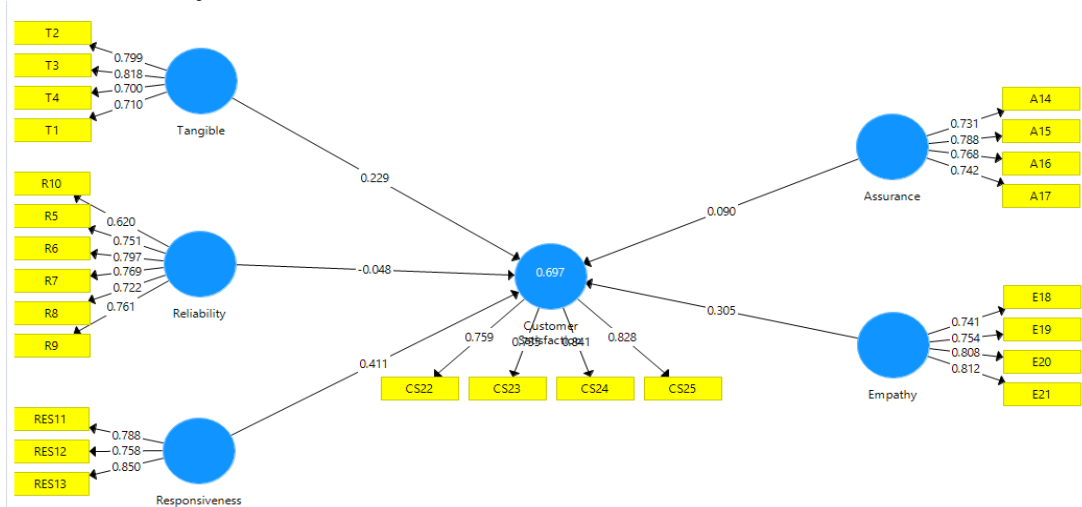 T2
T3
T4
T1
0.799
0.818
0.700
0.710
Tangible
R10
R5
R6
R7
R8
R9
0.620
0.751
0.797
0.769
0.722
0.761
Reliability
RES11
RES12
RES13
0.788
0.758
0.850
Responsiveness
0.229
-0.048
0.411
0.697
Customer
Satisfaction
0.759
0.841
0.828
CS22
CS23
CS24
CS25
0.090
0.305
Assurance
0.731
0.788
0.768
0.742
A14
A15
A16
A17
Empathy
0.741
0.754
0.808
0.812
E18
E19
E20
E21